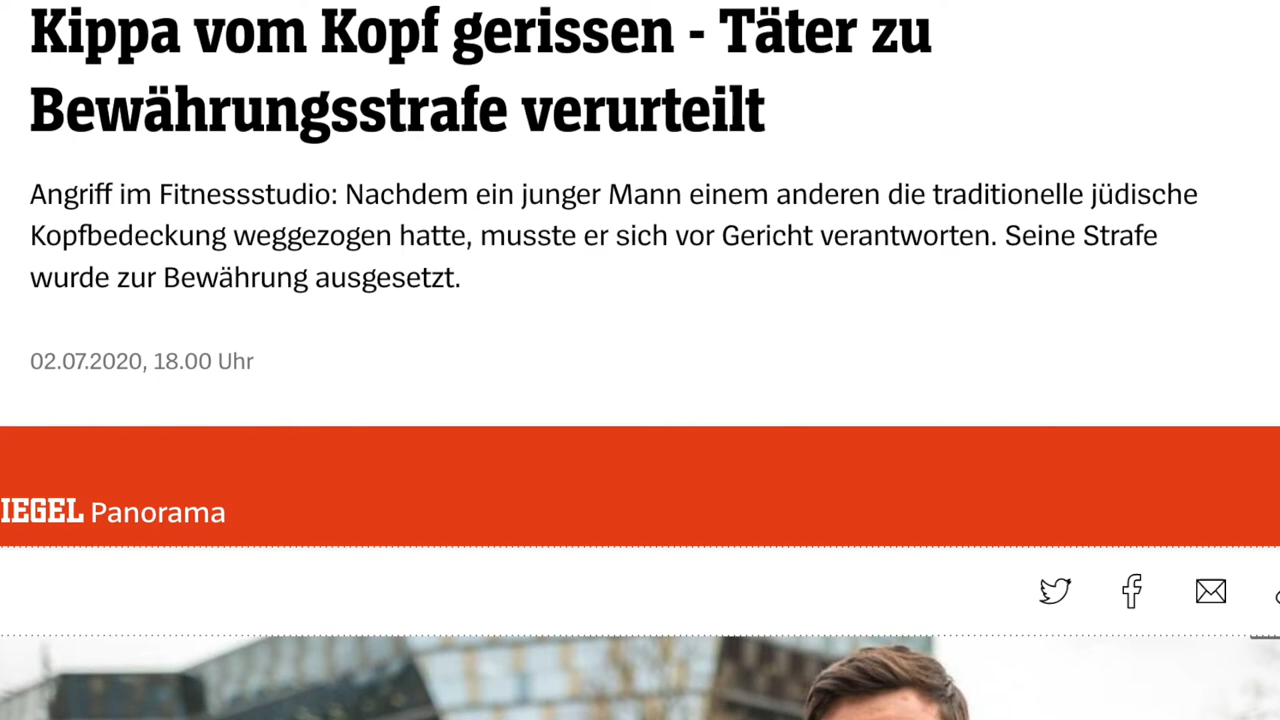 Kippa vom Kopf gerissen - Täter zu
Bewährungsstrafe verurteilt
Angriff im Fitnessstudio: Nachdem ein junger Mann einem anderen die traditionelle jüdische
Kopfbedeckung weggezogen hatte, musste er sich vor Gericht verantworten. Seine Strafe
wurde zur Bewährung ausgesetzt.
02.07.2020, 18.00 Uhr
IEGEL Panorama